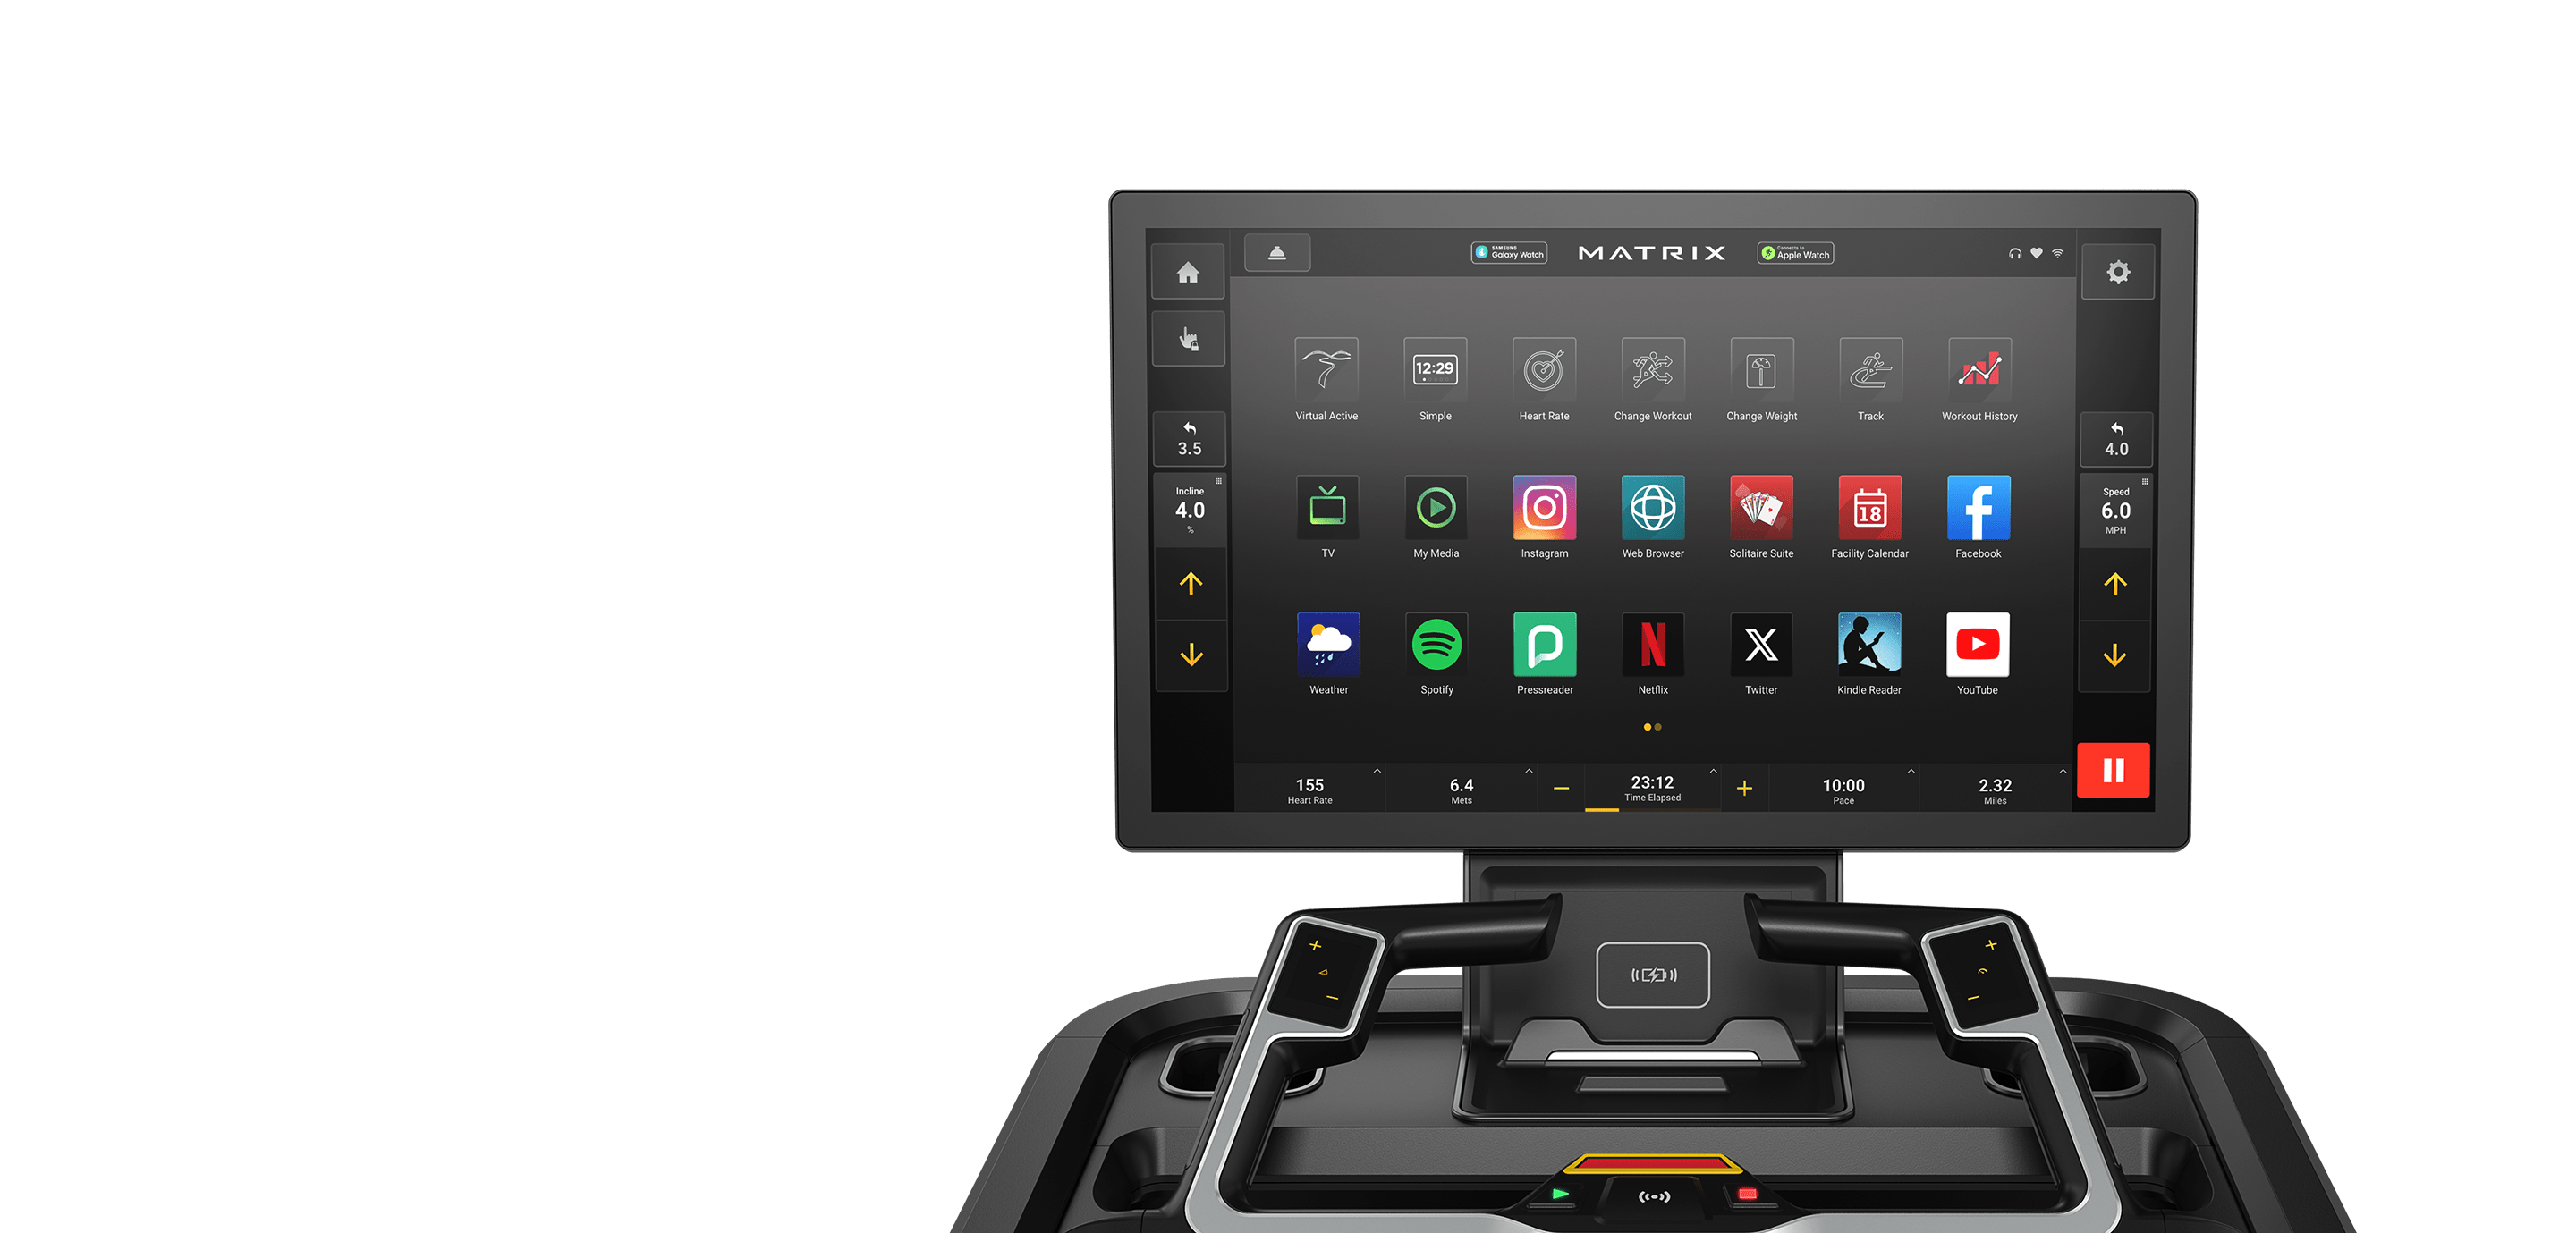 SAMSUNG
Galaxy Watch
MATRIX
Connects to
Apple Watch
12:29
Virtual Active
Simple
Heart Rate
Change Workout
Change Weight
Track
Workout History
3.5
4.0
Incline
4.0
%
Speed
6.0
MPH
18
TV
My Media
Instagram
Web Browser
Solitaire Suite
Facility Calendar
Facebook
Weather
Spotify
Pressreader
Netflix
Twitter
Kindle Reader
YouTube
155
Heart Rate
6.4
Mets
23:12
Time Elapsed
10:00
Pace
2.32
Miles